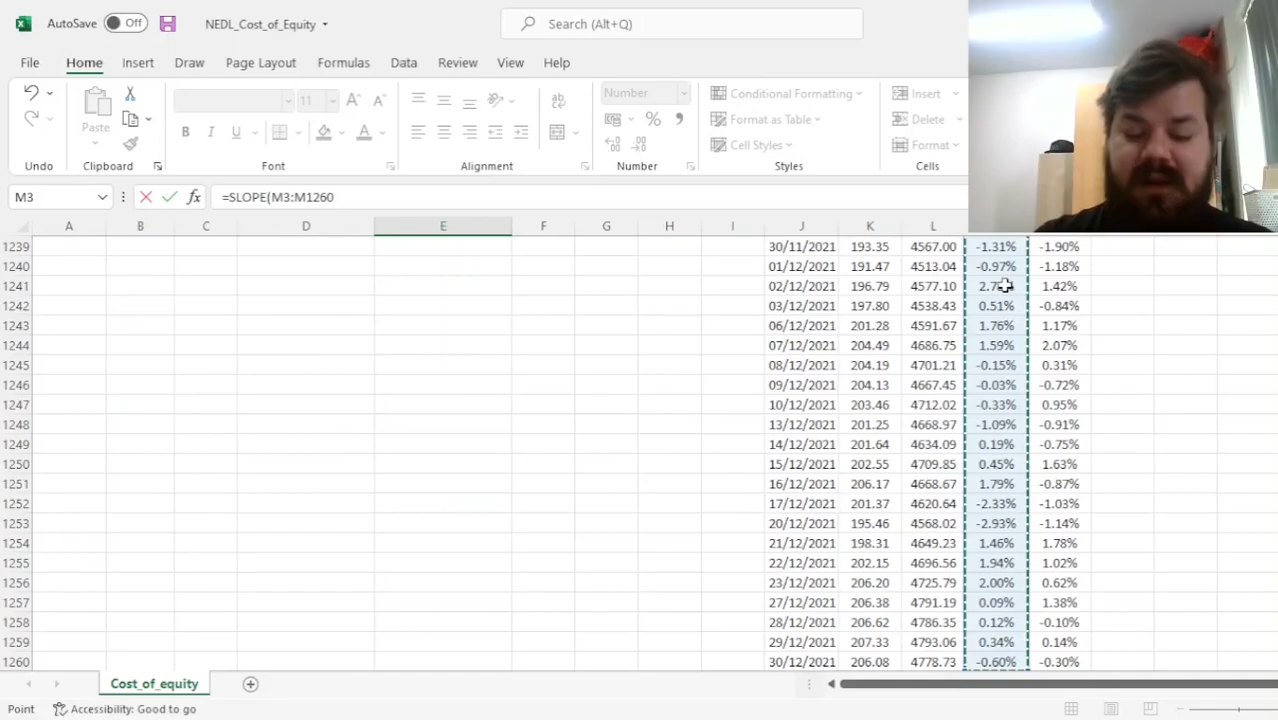 AutoSave Off NEDL_Cost_of_Equity Search (Alt+Q)
File Home Insert Draw Page Layout Formulas Data Review View Help
11 Number Conditional Formatting Insert
Paste B I U Format as Table Delete
Cell Styles Format
Undo Clipboard Font Alignment Number Styles Cells
M3 fx =SLOPE(M3:M1260
A B C D E F G H I J K L
1239 30/11/2021 193.35 4567.00 -1.31% -1.90%
1240 01/12/2021 191.47 4513.04 -0.97% -1.18%
1241 02/12/2021 196.79 4577.10 1.42%
1242 03/12/2021 197.80 4538.43 0.51% -0.84%
1243 06/12/2021 201.28 4591.67 1.76% 1.17%
1244 07/12/2021 204.49 4686.75 1.59% 2.07%
1245 08/12/2021 204.19 4701.21 -0.15% 0.31%
1246 09/12/2021 204.13 4667.45 -0.03% -0.72%
1247 10/12/2021 203.46 4712.02 -0.33% 0.95%
1248 13/12/2021 201.25 4668.97 -1.09% -0.91%
1249 14/12/2021 201.64 4634.09 0.19% -0.75%
1250 15/12/2021 202.55 4709.85 0.45% 1.63%
1251 16/12/2021 206.17 4668.67 1.79% -0.87%
1252 17/12/2021 201.37 4620.64 -2.33% -1.03%
1253 20/12/2021 195.46 4568.02 -2.93% -1.14%
1254 21/12/2021 198.31 4649.23 1.46% 1.78%
1255 22/12/2021 202.15 4696.56 1.94% 1.02%
1256 23/12/2021 206.20 4725.79 2.00% 0.62%
1257 27/12/2021 206.38 4791.19 0.09% 1.38%
1258 28/12/2021 206.62 4786.35 0.12% -0.10%
1259 29/12/2021 207.33 4793.06 0.34% 0.14%
1260 30/12/2021 206.08 4778.73 -0.60% -0.30%
Cost_of_equity
Point Accessibility: Good to go